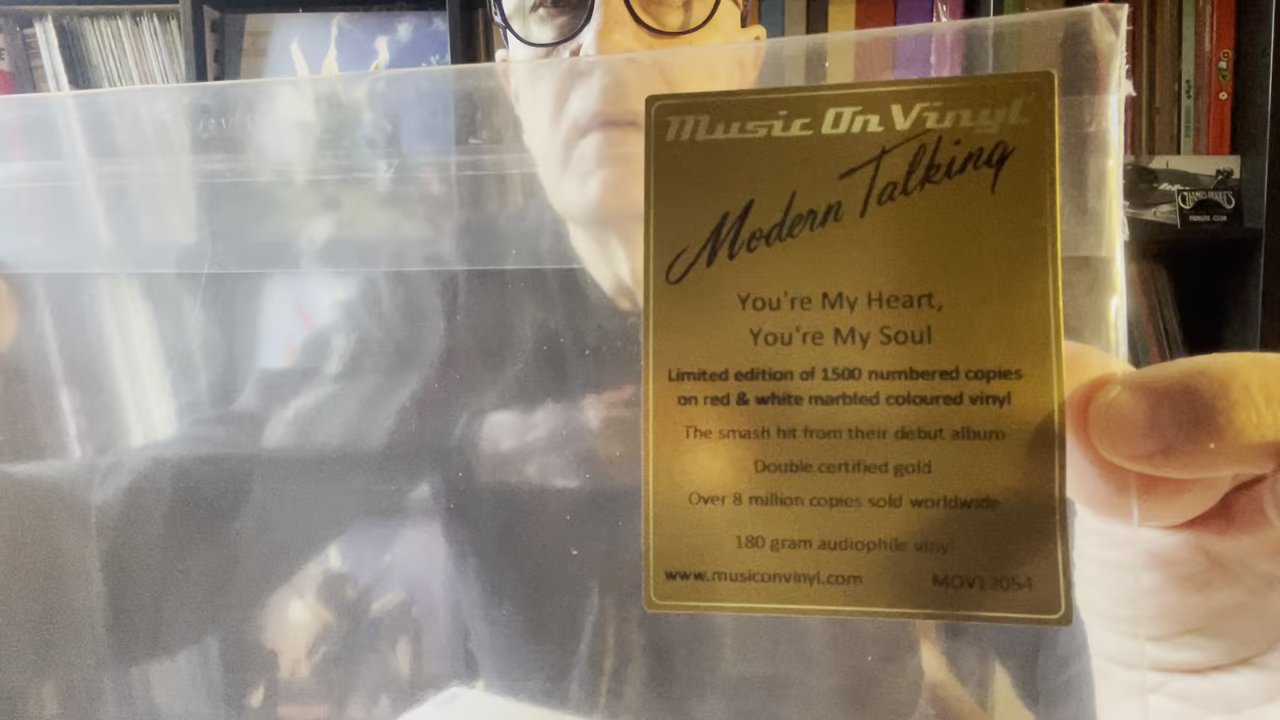 Music On Vinyl
Modern Talking
You're My Heart,
You're My Soul
Limited edition of 1500 numbered copies
on red & white marbled coloured vinyl
The smash hit from their debut album
Double certified gold
Over 8 million copies sold worldwide
180 gram audiophile vinyl
www.musiconvinyl.com MOV12054